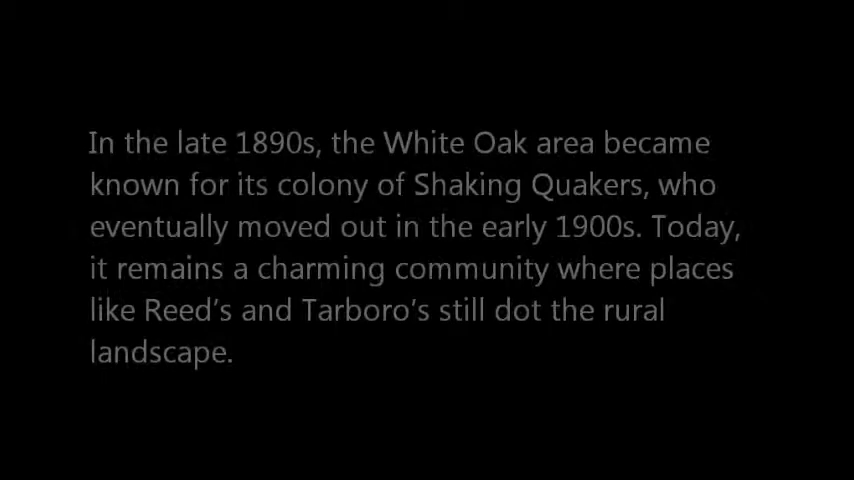 In the late 1890s, the White Oak area became
known for its colony of Shaking Quakers, who
eventually moved out in the early 1900s. Today,
it remains a charming community where places
like Reed’s and Tarboro’s still dot the rural
landscape.